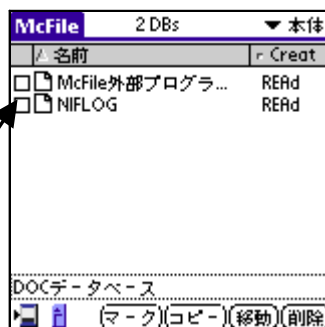 McFile 2 DBs ▼ 本体
名前 Creat
McFile外部プログラ... REAd
NIFLOG REAd
DOCデータベース
マーク コピー 移動 削除